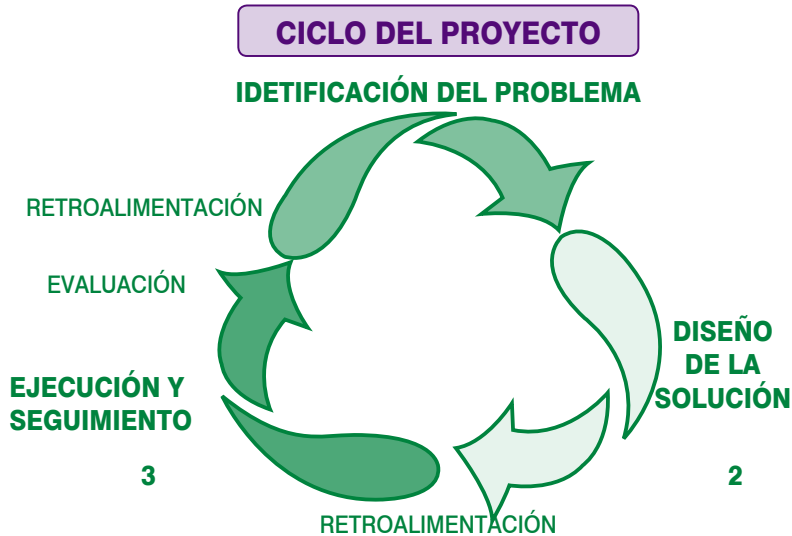 CICLO DEL PROYECTO
IDETIFICACIÓN DEL PROBLEMA
RETROALIMENTACIÓN
EVALUACIÓN
DISEÑO
DE LA
SOLUCIÓN
EJECUCIÓN Y
SEGUIMIENTO
3
2
RETROALIMENTACIÓN